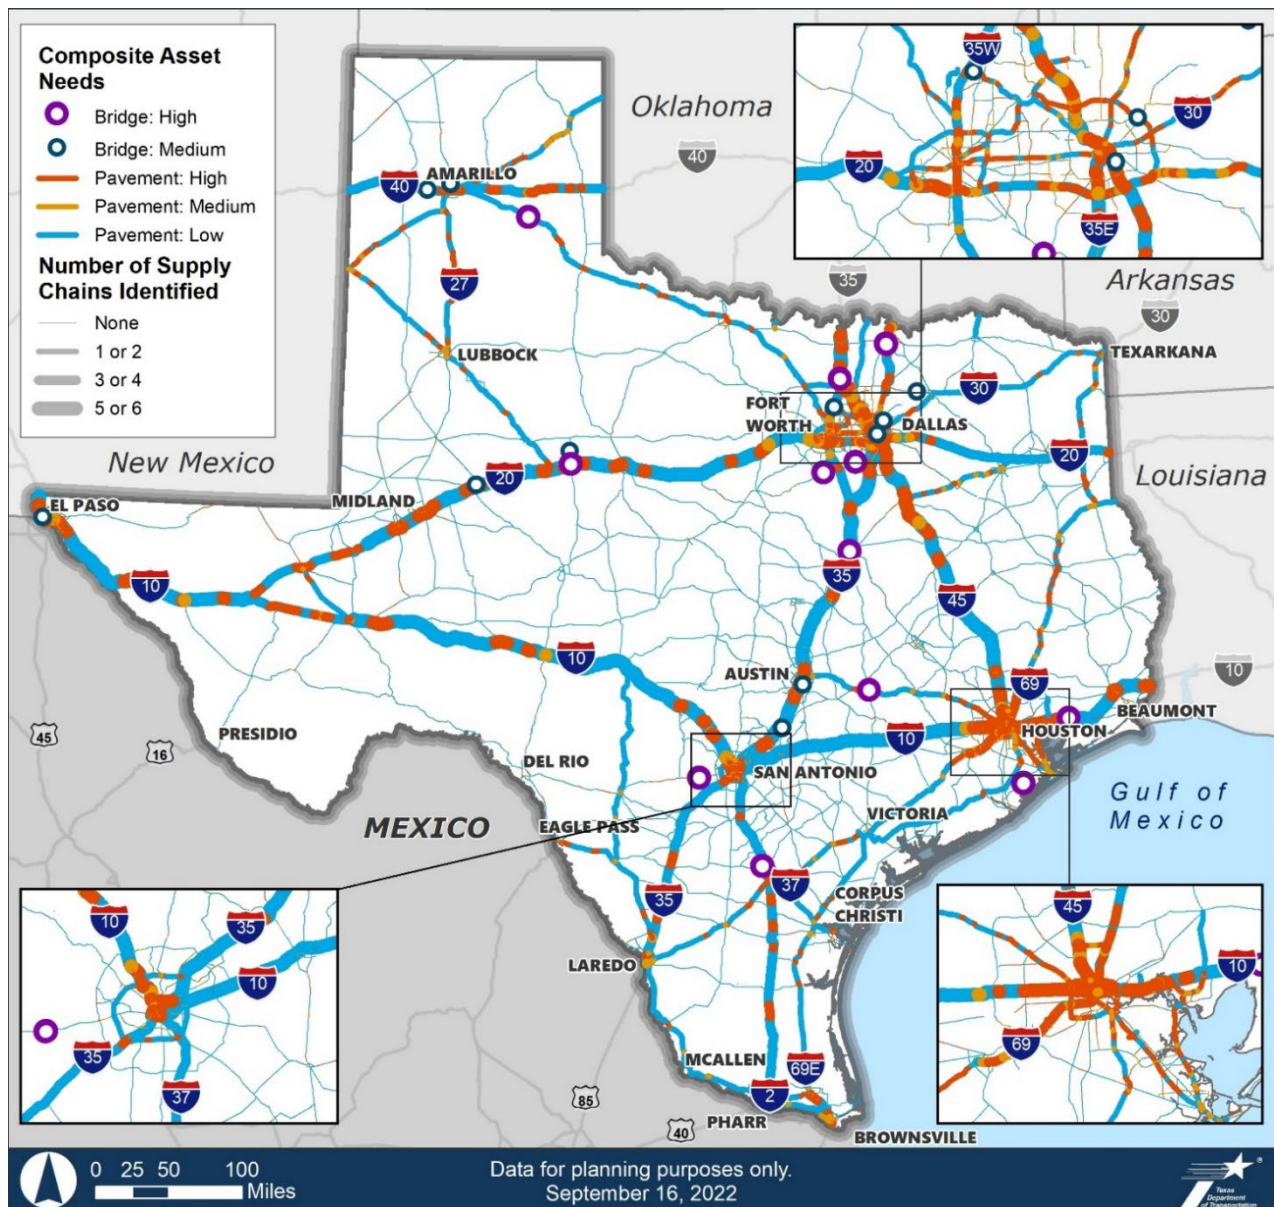 Composite Asset
Needs
Bridge: High
Bridge: Medium
Pavement: High
Pavement: Medium
Pavement: Low
Number of Supply
Chains Identified
None
1 or 2
3 or 4
5 or 6
35W
30
20
35E
Oklahoma
40
40
AMARILLO
27
LUBBOCK
35
Arkansas
30
TEXARKANA
30
FORT
WORTH
DALLAS
New Mexico
20
20
Louisiana
EL PASO
MIDLAND
10
35
45
10
AUSTIN
69
10
BEAUMONT
45
16
PRESIDIO
HOUSTON
10
DEL RIO
SAN ANTONIO
Gulf of
Mexico
MEXICO
EAGLE PASS
VICTORIA
35
37
CORPUS
CHRISTI
LAREDO
MCALLEN
69E
2
PHARR
BROWNSVILLE
85
40
10
35
10
35
37
45
10
69
0 25 50 100
Miles
Data for planning purposes only.
September 16, 2022
Texas
Department
of Transportation